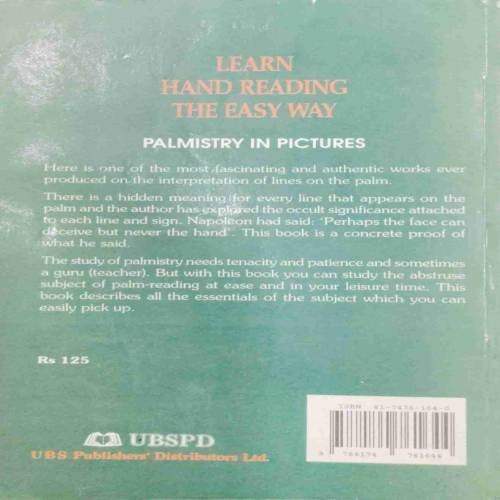 LEARN
HAND READING
THE EASY WAY
PALMISTRY IN PICTURES
Here is one of the most fascinating and authentic works ever
produced on the interpretation of lines on the palm.
There is a hidden meaning for every line that appears on the
palm and the author has explored the occult significance attached
to each line and sign. Napoleon had said: "Perhaps the face can
deceive but never the hand". This book is a concrete proof of
what he said.
The study of palmistry needs tenacity and patience and sometimes
a guru (teacher). But with this book you can study the abstruse
subject of palm-reading at ease and in your leisure time. This
book describes all the essentials of the subject which you can
easily pick up.
Rs 125
ISBN 81-7476-164-0
UBSPD
UBS Publishers' Distributors Ltd.